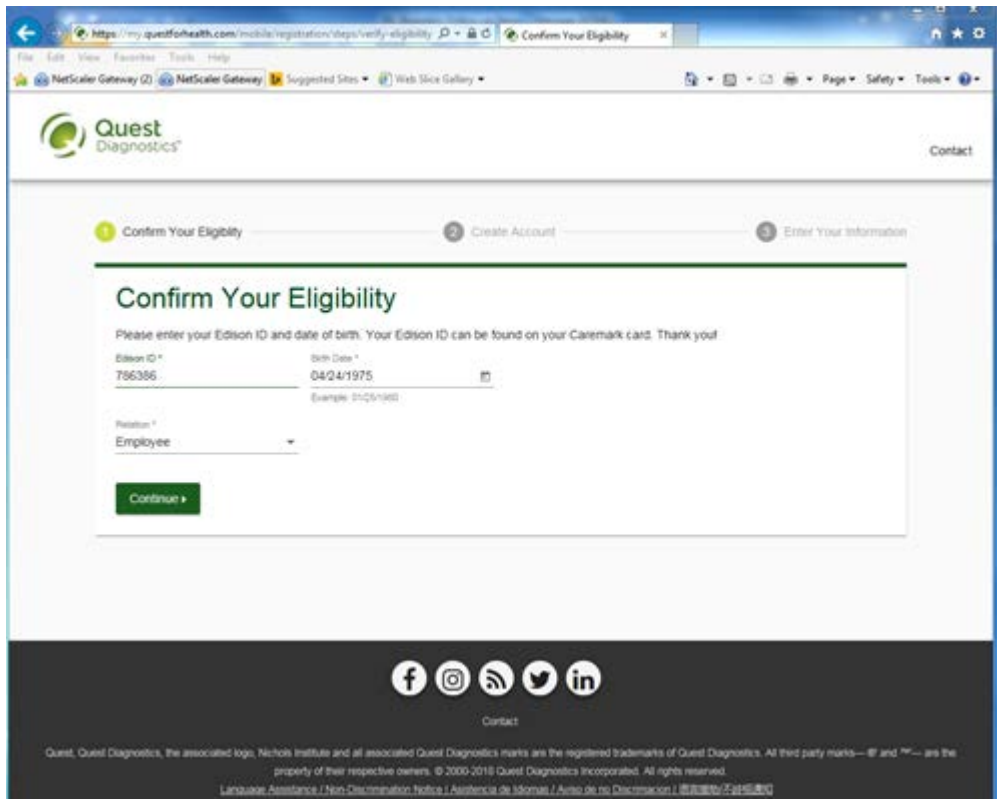 https://my.questforhealth.com/mobile/registration/steps/verify-eligibility
Confirm Your Eligibility
File Edit View Favorites Tools Help
NetScaler Gateway (2) NetScaler Gateway Suggested Sites Web Slice Gallery Page Safety Tools
Quest
Diagnostics™
Contact
1 Confirm Your Eligiblity 2 Create Account 3 Enter Your Information
Confirm Your Eligibility
Please enter your Edison ID and date of birth. Your Edison ID can be found on your Caremark card. Thank you!
Edison ID * Birth Date *
786386 04/24/1975
Example: 01/25/1980
Relation *
Employee
Continue
Contact
Quest, Quest Diagnostics, the associated logo, Nichols Institute and all associated Quest Diagnostics marks are the registered trademarks of Quest Diagnostics. All third party marks— ®' and ™'— are the
property of their respective owners. © 2000-2018 Quest Diagnostics Incorporated. All rights reserved.
Language Assistance / Non-Discrimination Notice | Asistencia de Idiomas / Aviso de no Discriminación |